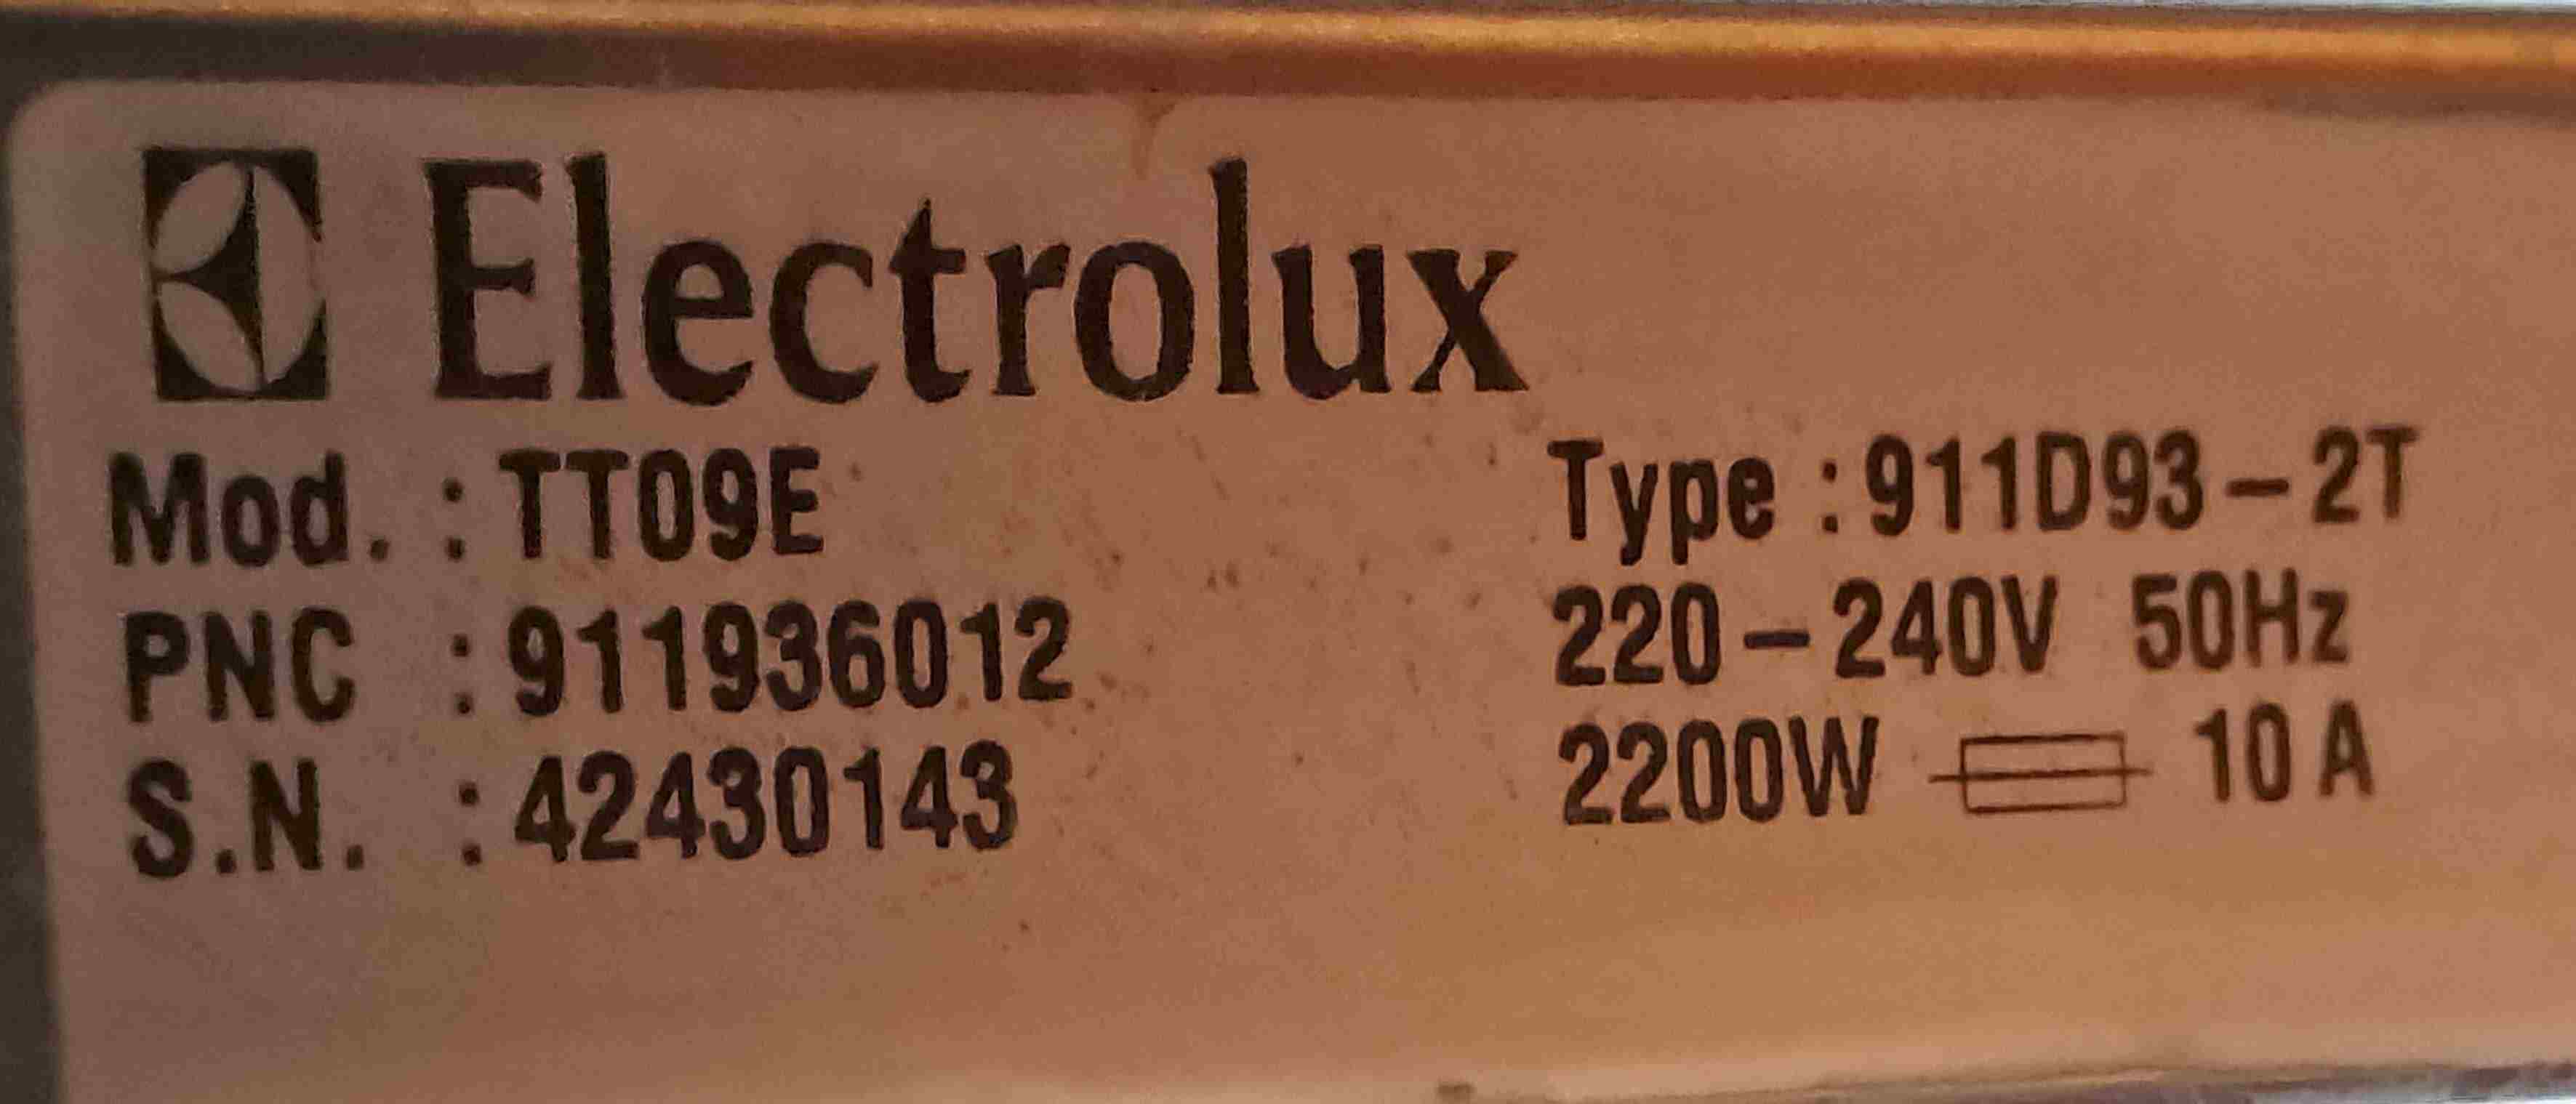 Electrolux
Mod. : TT09E
Type : 911D93-2T
PNC : 911936012
220-240V 50Hz
S.N. : 42430143
2200W 10 A